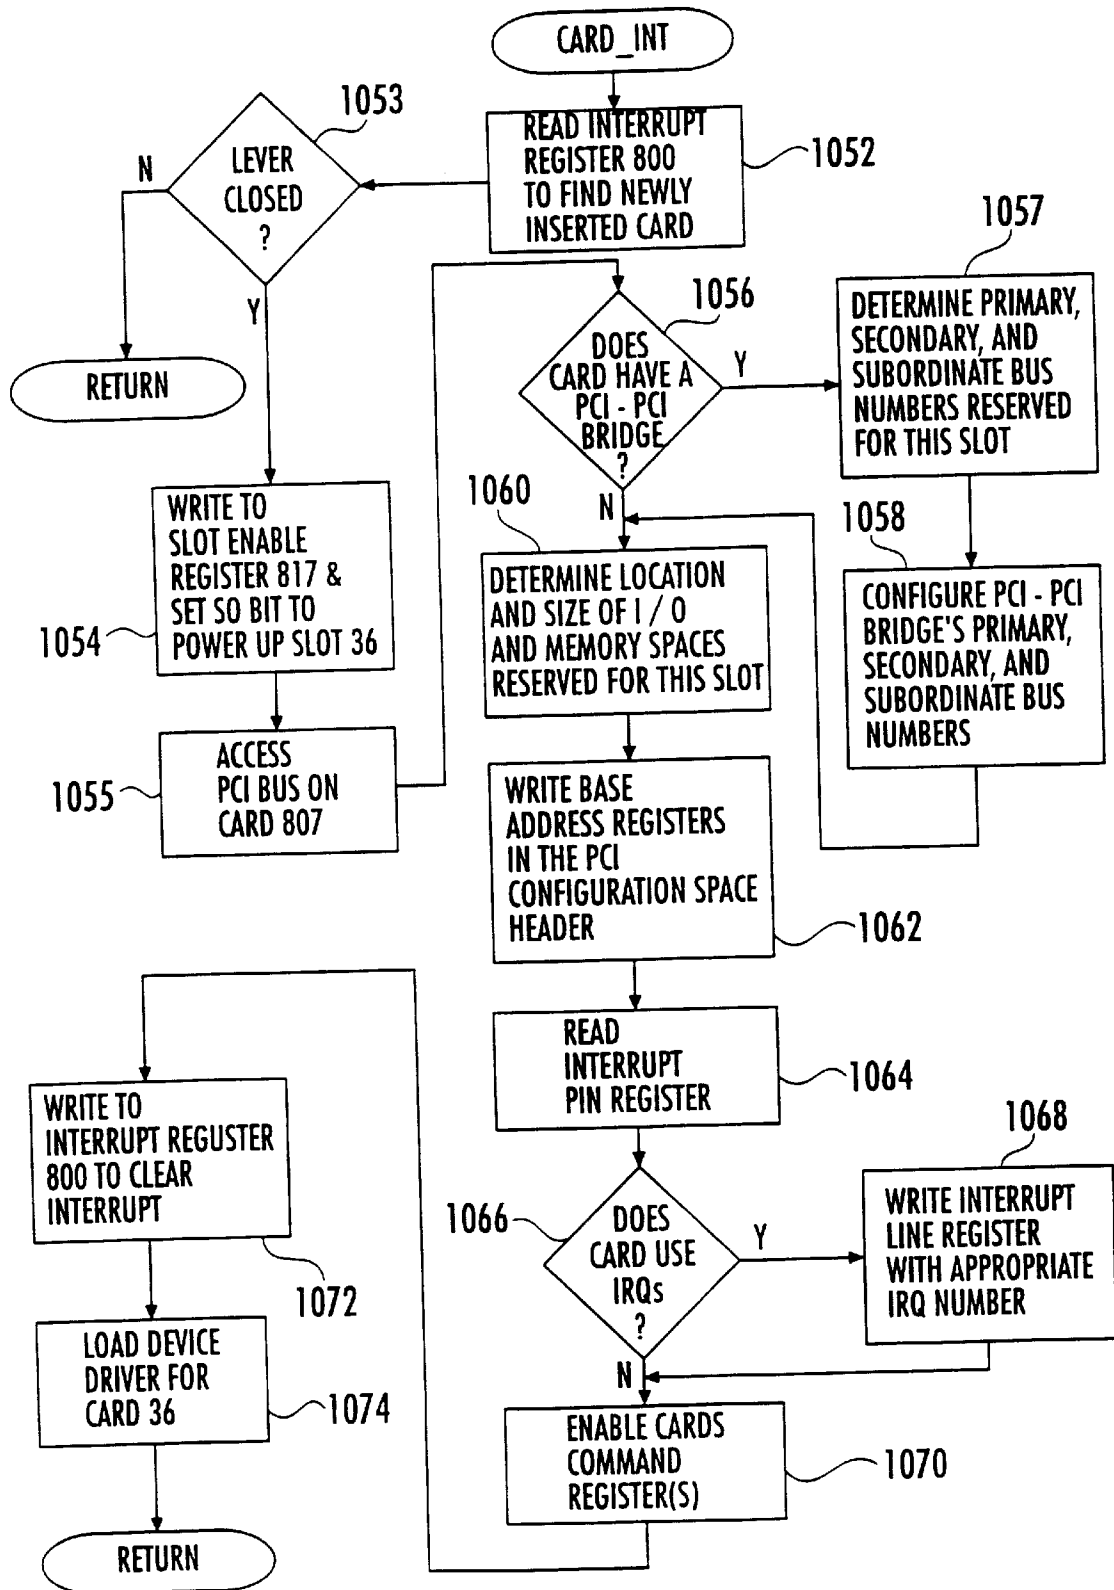 CARD_INT
READ INTERRUPT
REGISTER 800
TO FIND NEWLY
INSERTED CARD
1052
1053
LEVER
CLOSED
?
N
Y
RETURN
WRITE TO
SLOT ENABLE
REGISTER 817 &
SET SO BIT TO
POWER UP SLOT 36
1054
ACCESS
PCI BUS ON
CARD 807
1055
1056
DOES
CARD HAVE A
PCI - PCI
BRIDGE
?
Y
N
1057
DETERMINE PRIMARY,
SECONDARY, AND
SUBORDINATE BUS
NUMBERS RESERVED
FOR THIS SLOT
1058
CONFIGURE PCI - PCI
BRIDGE'S PRIMARY,
SECONDARY, AND
SUBORDINATE BUS
NUMBERS
1060
DETERMINE LOCATION
AND SIZE OF I / O
AND MEMORY SPACES
RESERVED FOR THIS SLOT
WRITE BASE
ADDRESS REGISTERS
IN THE PCI
CONFIGURATION SPACE
HEADER
1062
READ
INTERRUPT
PIN REGISTER
1064
1066
DOES
CARD USE
IRQs
?
Y
N
1068
WRITE INTERRUPT
LINE REGISTER
WITH APPROPRIATE
IRQ NUMBER
ENABLE CARDS
COMMAND
REGISTER(S)
1070
WRITE TO
INTERRUPT REGUSTER
800 TO CLEAR
INTERRUPT
1072
LOAD DEVICE
DRIVER FOR
CARD 36
1074
RETURN